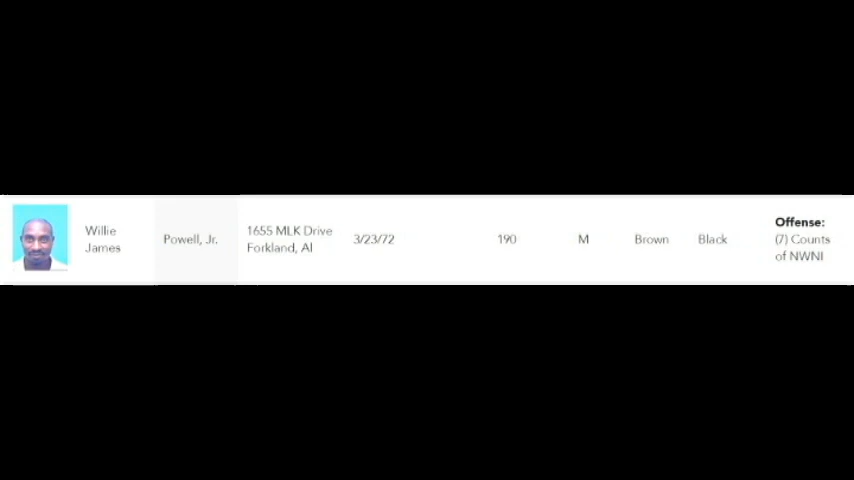 Willie
James
Powell, Jr.
1655 MLK Drive
Forkland, Al
3/23/72
190
M
Brown
Black
Offense:
(7) Counts
of NWNI